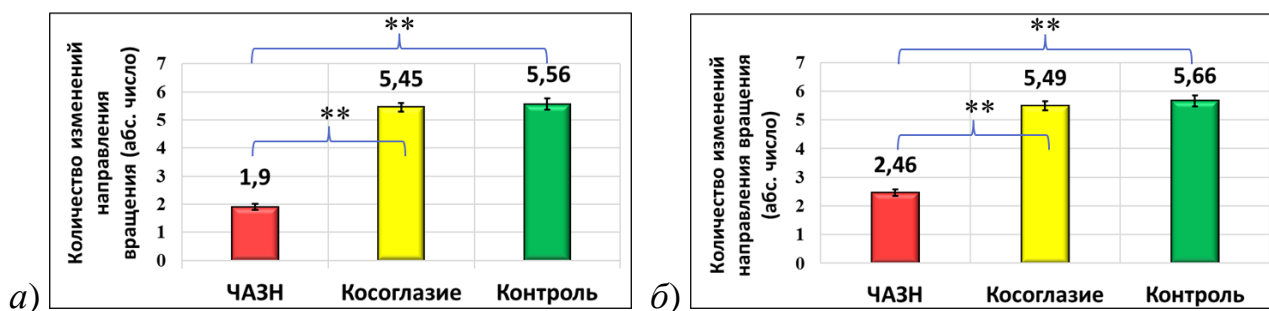 **
Количество изменений
направления
вращения (абс. число)
7
6
5
4
3
2
1
0
5,45
5,56
**
1,9
ЧАЗН
Косоглазие
Контроль
а)
**
Количество изменений
направления вращения
(абс. число)
7
6
5
4
3
2
1
0
5,49
5,66
**
2,46
ЧАЗН
Косоглазие
Контроль
б)